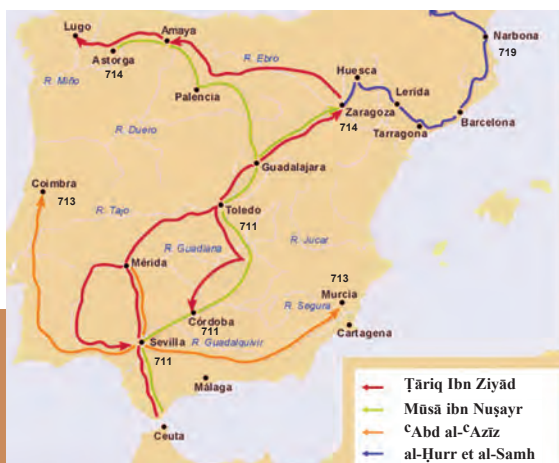 Lugo
Amaya
Narbona
719
Astorga
714
R. Ebro
R. Miño
Huesca
Palencia
Lerida
Zaragoza
714
Barcelona
Tarragona
R. Duero
Guadalajara
Coimbra
713
R. Tajo
Toledo
711
R. Guadiana
R. Jucar
Mérida
713
Murcia
R. Segura
Córdoba
711
R. Guadalquivir
Cartagena
Sevilla
711
Málaga
Ceuta
Ṭāriq Ibn Ziyād
Mūsā ibn Nuṣayr
ᶜAbd al-ᶜAzīz
al-Ḥurr et al-Samh